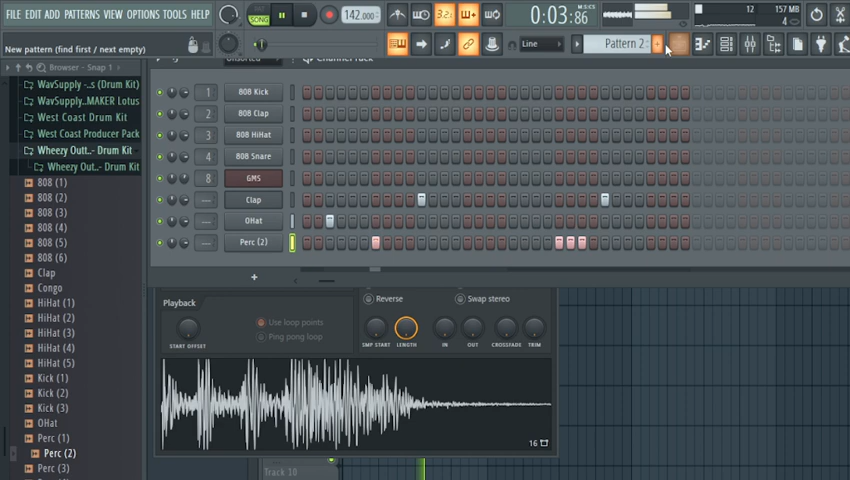 FILE EDIT ADD PATTERNS VIEW OPTIONS TOOLS HELP
SONG
142.000
3.2.
0:03:86
M:S:CS
12
157 MB
4
New pattern (find first / next empty)
Line
Pattern 2
+
Browser - Snap 1
Channel rack
WavSupply -..s (Drum Kit)
WavSupply...MAKER Lotus
West Coast Drum Kit
West Coast Producer Pack
Wheezy Outt..- Drum Kit
Wheezy Out..- Drum Kit
808 (1)
808 (2)
808 (3)
808 (4)
808 (5)
808 (6)
Clap
Congo
HiHat (1)
HiHat (2)
HiHat (3)
HiHat (4)
HiHat (5)
Kick (1)
Kick (2)
Kick (3)
OHat
Perc (1)
Perc (2)
Perc (3)
1 808 Kick
2 808 Clap
3 808 HiHat
4 808 Snare
8 GMS
--- Clap
--- OHat
--- Perc (2)
+
Playback
Reverse
Swap stereo
Use loop points
Ping pong loop
START OFFSET
SMP START
LENGTH
IN
OUT
CROSSFADE
TRIM
16
Track 10